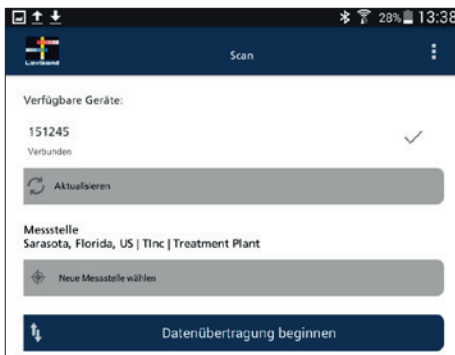 28% 13:38
Lovibond
Scan
Verfügbare Geräte:
151245
Verbunden
Aktualisieren
Messstelle
Sarasota, Florida, US | TInc | Treatment Plant
Neue Messstelle wählen
Datenübertragung beginnen